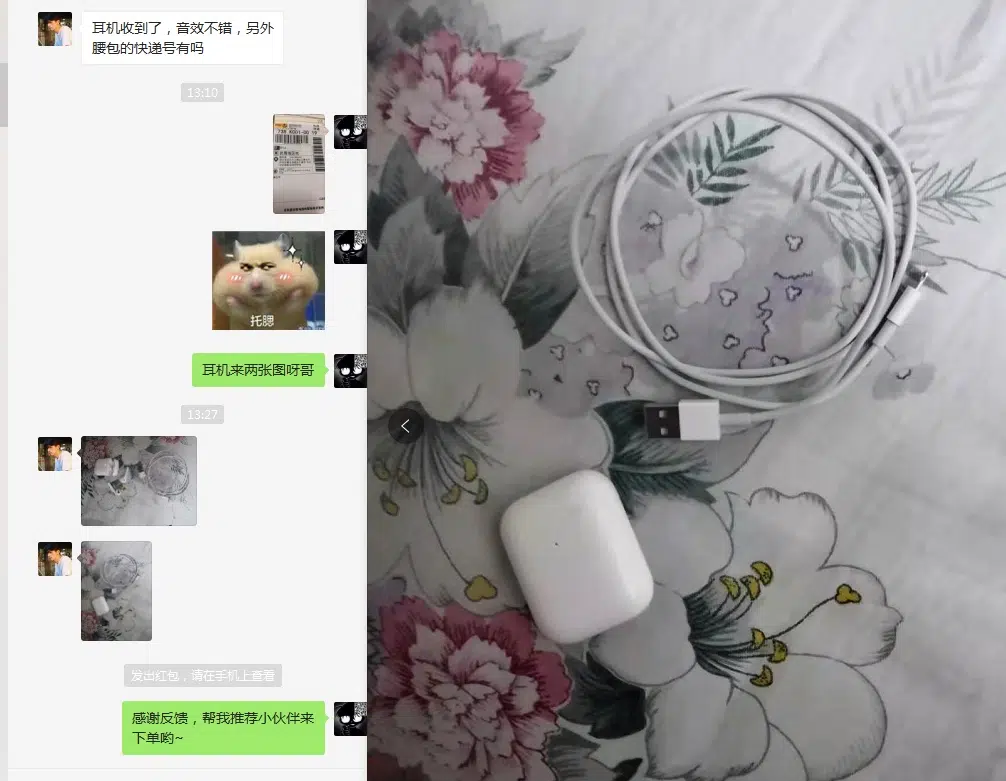 耳机收到了，音效不错，另外
腰包的快递号有吗
13:10
托腮
耳机来两张图呀哥
13:27
发出红包，请在手机上查看
感谢反馈，帮我推荐小伙伴来
下单哟~